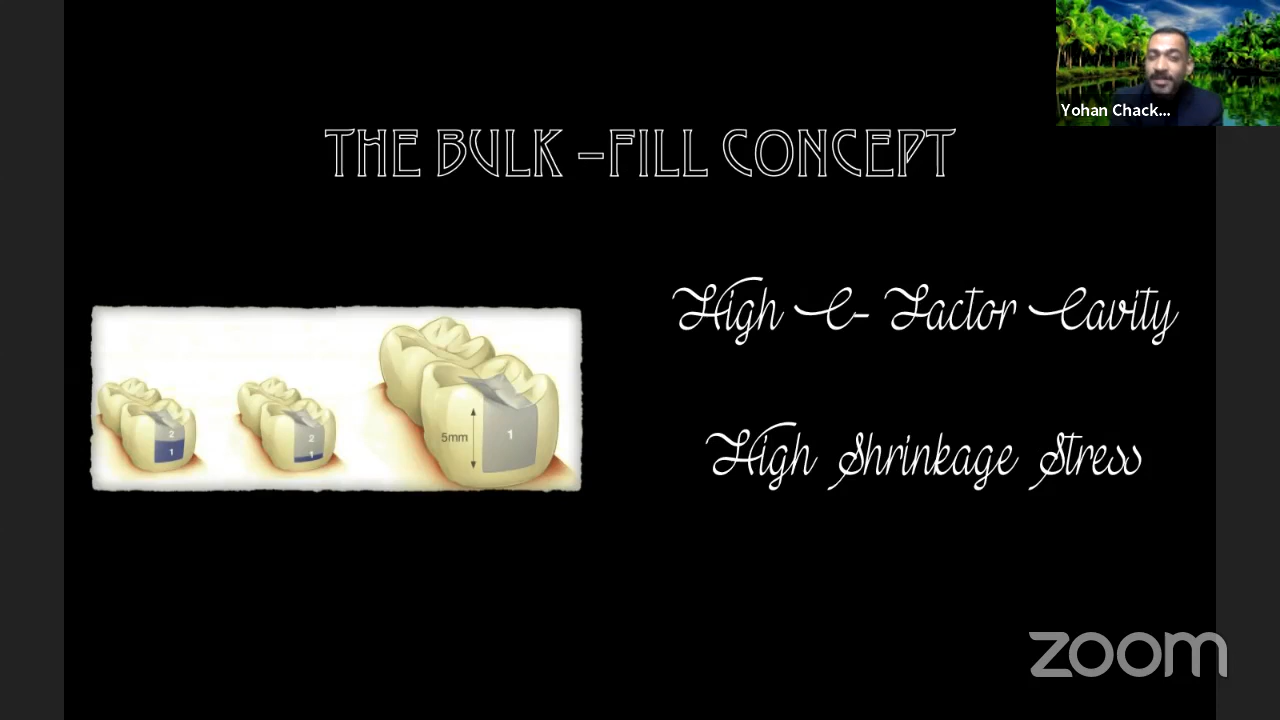 Yohan Chack...
THE BULK -FILL CONCEPT
High C- Factor Cavity
High Shrinkage Stress
2
1
2
1
5mm
1
zoom